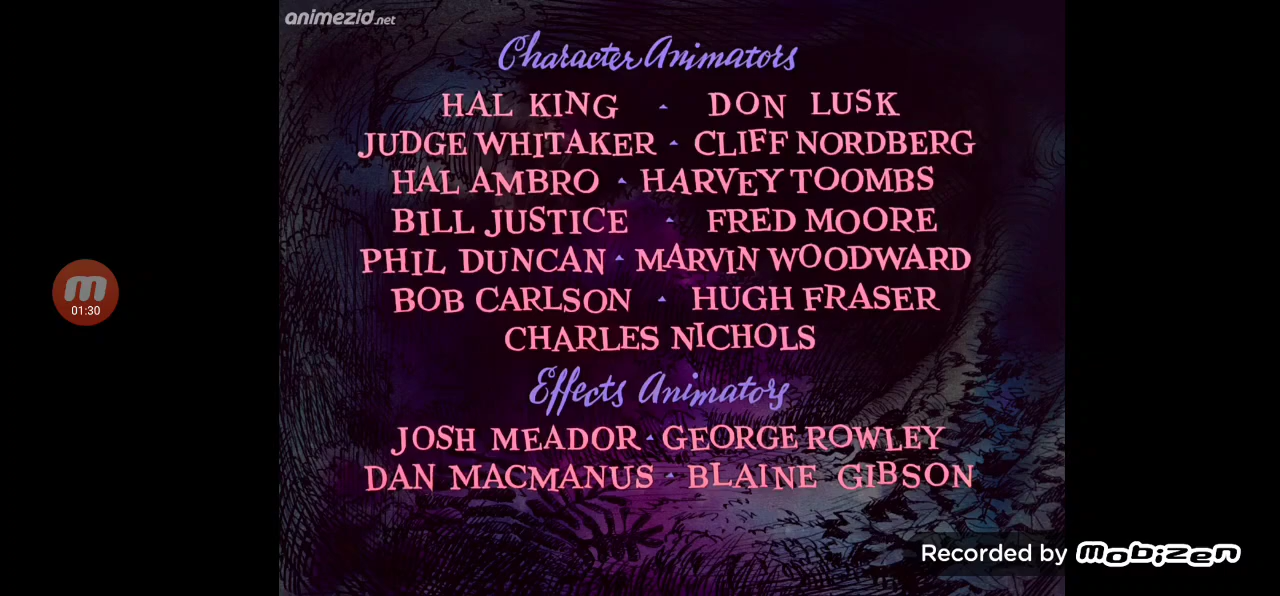 animezid.net
Character Animators
HAL KING - DON LUSK
JUDGE WHITAKER - CLIFF NORDBERG
HAL AMBRO - HARVEY TOOMBS
BILL JUSTICE - FRED MOORE
PHIL DUNCAN - MARVIN WOODWARD
BOB CARLSON - HUGH FRASER
CHARLES NICHOLS
Effects Animators
JOSH MEADOR - GEORGE ROWLEY
DAN MACMANUS - BLAINE GIBSON
01:30
Recorded by mobizen